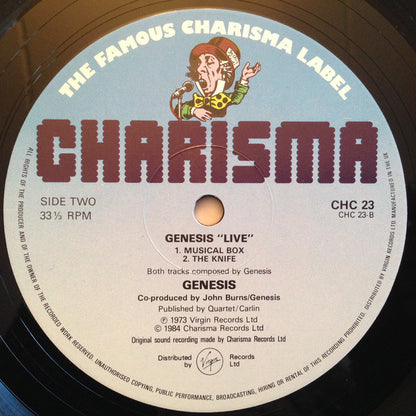 THE FAMOUS CHARISMA LABEL
CHARISMA
SIDE TWO
33⅓ RPM
CHC 23
CHC 23-B
GENESIS "LIVE"
1. MUSICAL BOX
2. THE KNIFE
Both tracks composed by Genesis
GENESIS
Co-produced by John Burns/Genesis
Published by Quartet/Carlin
℗ 1973 Virgin Records Ltd
© 1984 Charisma Records Ltd
Original sound recording made by Charisma Records Ltd
Distributed by Virgin Records Ltd
ALL RIGHTS OF THE PRODUCER AND OF THE OWNER OF THE RECORDED WORK RESERVED. UNAUTHORISED COPYING, PUBLIC PERFORMANCE, BROADCASTING, HIRING OR RENTAL OF THIS RECORDING PROHIBITED. DISTRIBUTED BY VIRGIN RECORDS LTD. MANUFACTURED IN THE UK